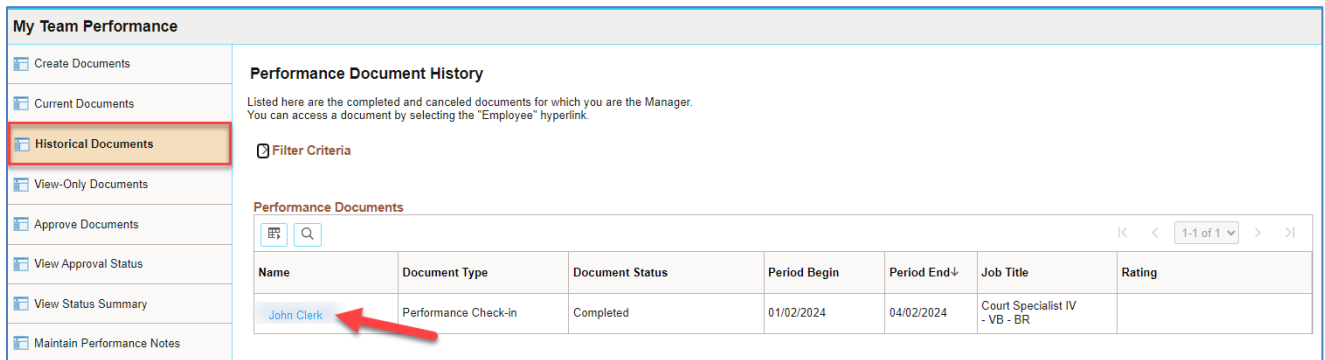 My Team Performance
Create Documents
Current Documents
Historical Documents
View-Only Documents
Approve Documents
View Approval Status
View Status Summary
Maintain Performance Notes
Performance Document History
Listed here are the completed and canceled documents for which you are the Manager.
You can access a document by selecting the "Employee" hyperlink.
Filter Criteria
Performance Documents
1-1 of 1
Name Document Type Document Status Period Begin Period End↓ Job Title Rating
John Clerk Performance Check-in Completed 01/02/2024 04/02/2024 Court Specialist IV
- VB - BR